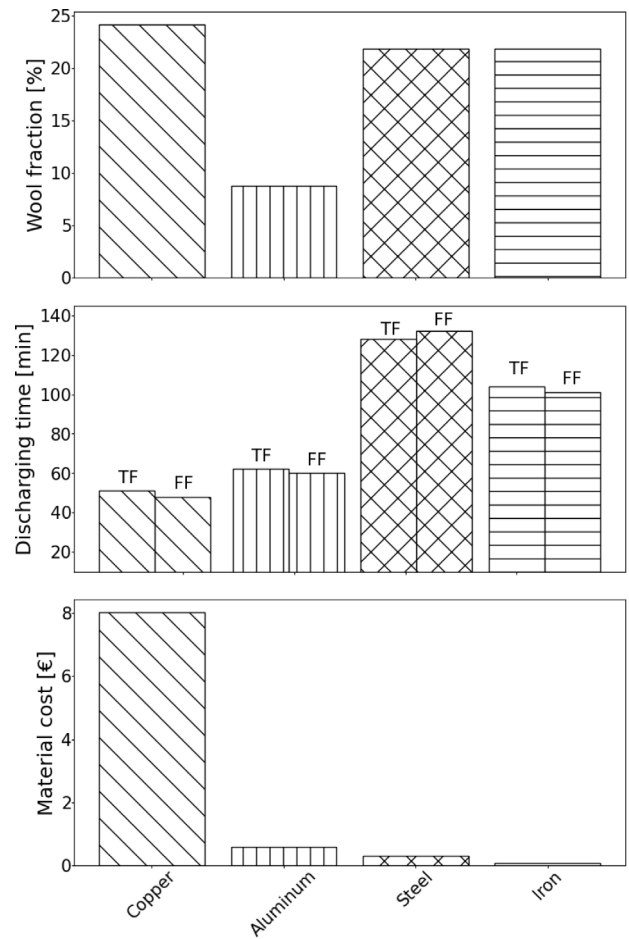 Wool fraction [%]
25
20
15
10
5
0
Discharging time [min]
140
120
100
80
60
40
20
TF
FF
TF
FF
TF
FF
TF
FF
Material cost [€]
8
6
4
2
0
Copper
Aluminum
Steel
Iron